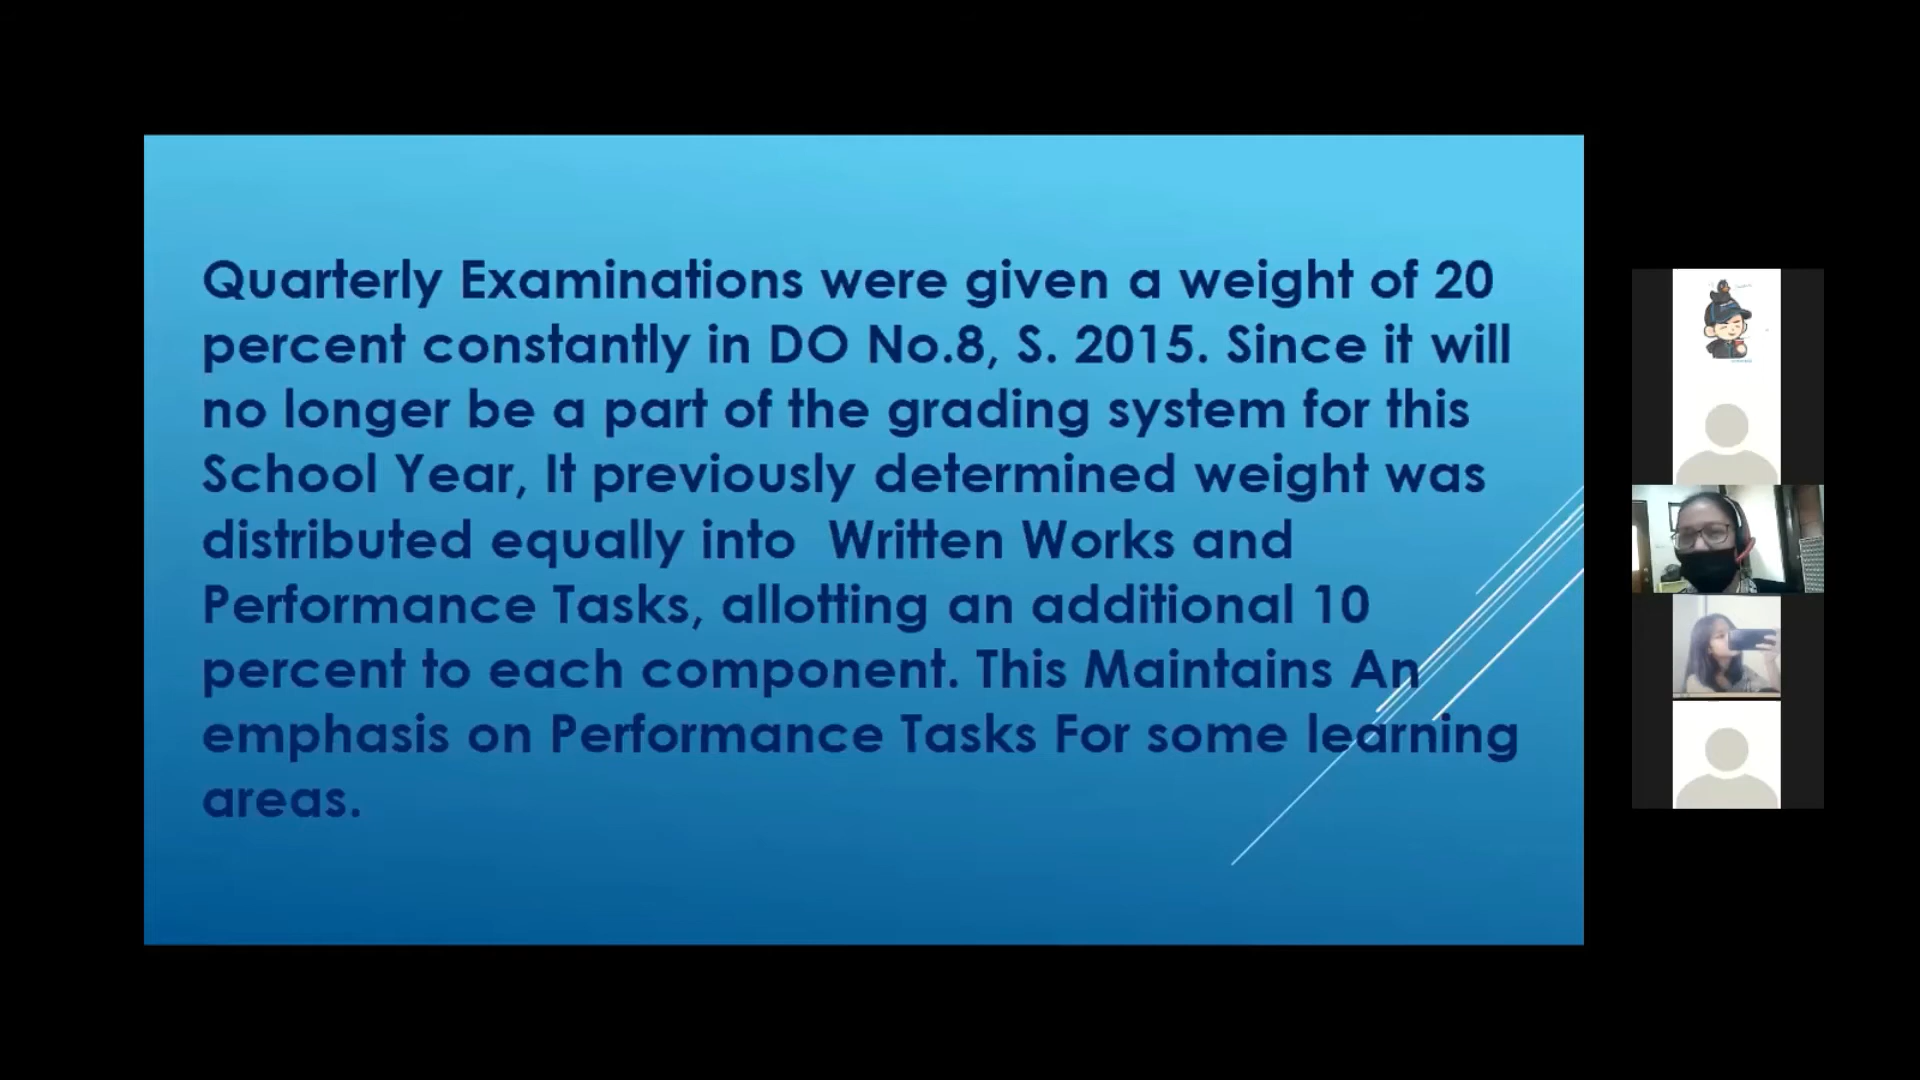 Quarterly Examinations were given a weight of 20
percent constantly in DO No.8, S. 2015. Since it will
no longer be a part of the grading system for this
School Year, It previously determined weight was
distributed equally into  Written Works and
Performance Tasks, allotting an additional 10
percent to each component. This Maintains An
emphasis on Performance Tasks For some learning
areas.